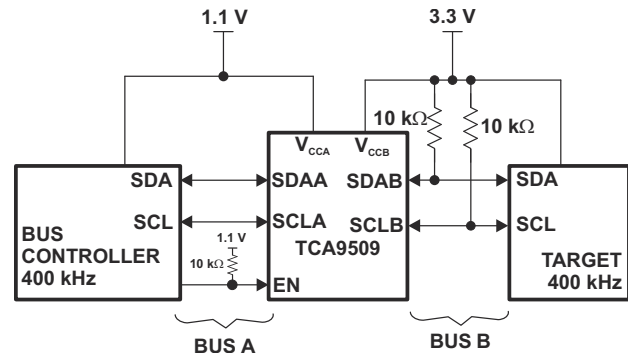 1.1 V
3.3 V
10 kΩ
10 kΩ
VCCA
VCCB
SDA
SDAA
SDAB
SDA
SCL
SCLA
SCLB
SCL
BUS
CONTROLLER
400 kHz
1.1 V
10 kΩ
TCA9509
EN
TARGET
400 kHz
BUS A
BUS B